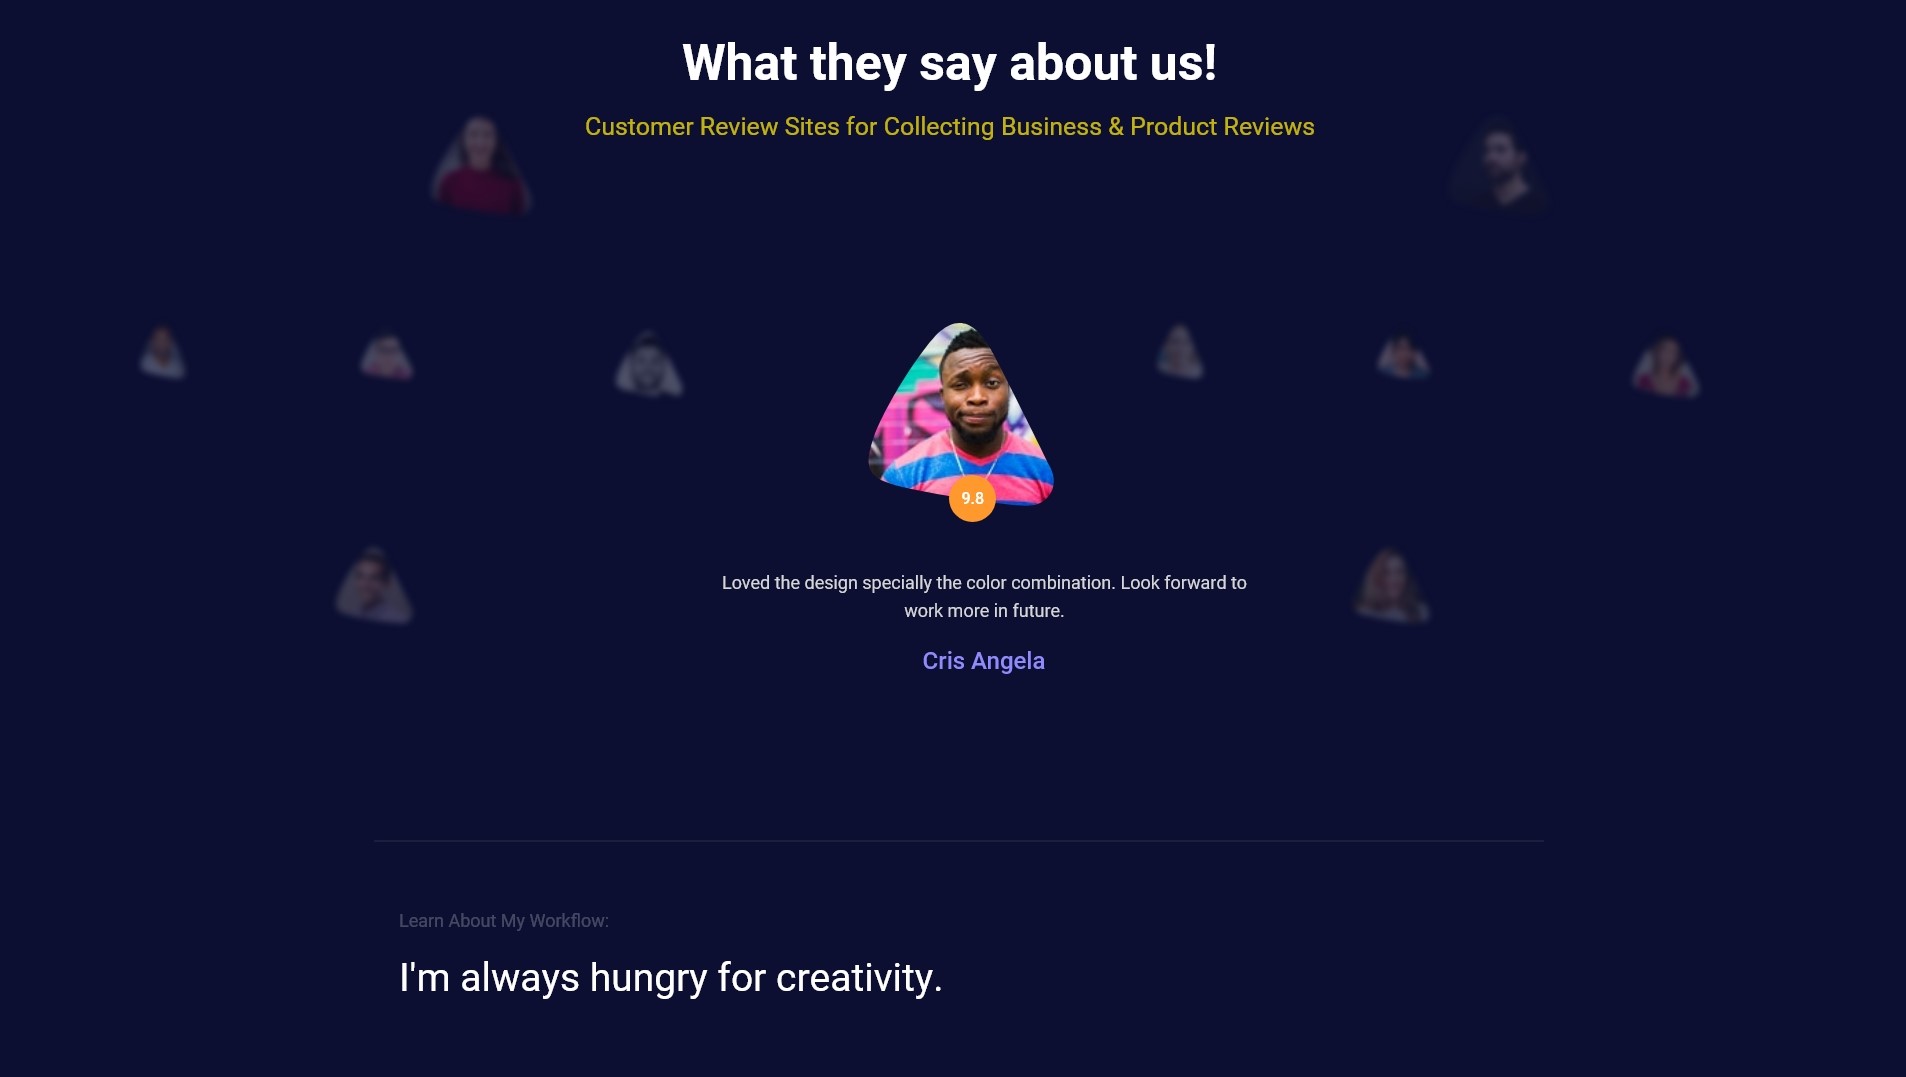 What they say about us!
Customer Review Sites for Collecting Business & Product Reviews
9.8
Loved the design specially the color combination. Look forward to
work more in future.
Cris Angela
Learn About My Workflow:
I'm always hungry for creativity.